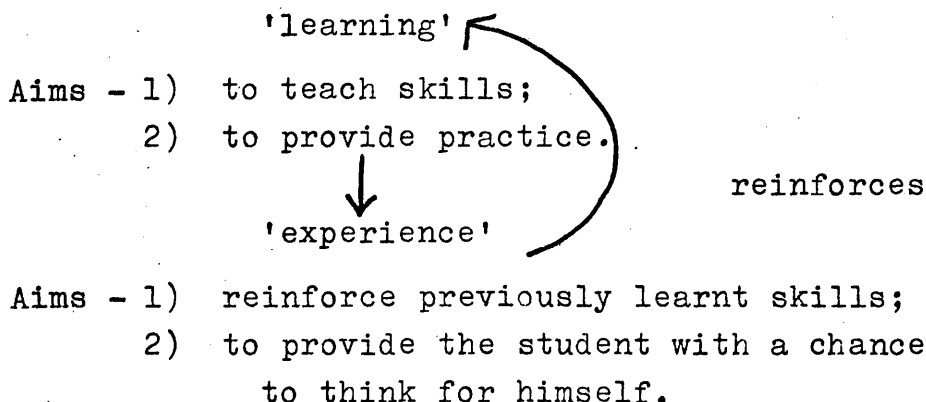 'learning'
Aims - 1) to teach skills;
2) to provide practice.
reinforces
'experience'
Aims - 1) reinforce previously learnt skills;
2) to provide the student with a chance
to think for himself.